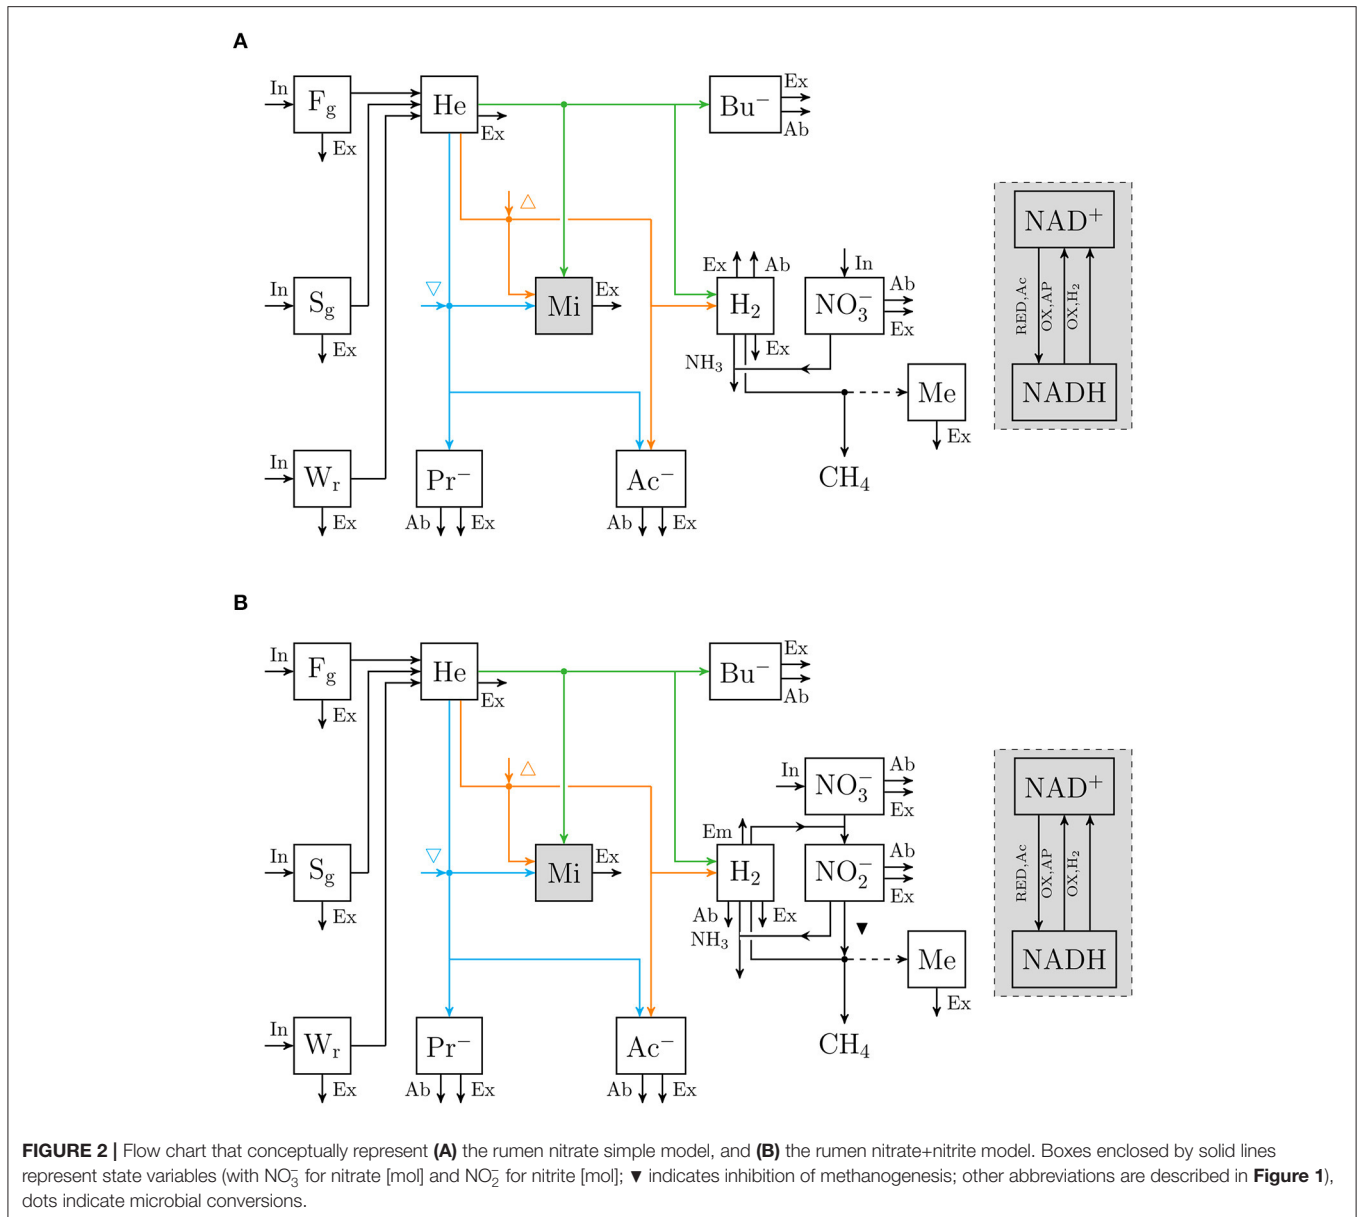 A
In
F_g
Ex
He
Ex
Bu⁻
Ex
Ab
△
NAD⁺
▽
In
S_g
Ex
Mi
Ex
Ex
Ab
H₂
Ex
In
NO₃⁻
Ab
Ex
RED,Ac
OX,AP
OX,H₂
NH₃
Me
Ex
NADH
In
W_r
Ex
Pr⁻
Ab
Ex
Ac⁻
Ab
Ex
CH₄
B
In
F_g
Ex
He
Ex
Bu⁻
Ex
Ab
△
In
NO₃⁻
Ab
Ex
NAD⁺
▽
In
S_g
Ex
Mi
Ex
Em
H₂
Ab
Ex
NO₂⁻
Ab
Ex
RED,Ac
OX,AP
OX,H₂
NH₃
▼
Me
Ex
NADH
In
W_r
Ex
Pr⁻
Ab
Ex
Ac⁻
Ab
Ex
CH₄
FIGURE 2 | Flow chart that conceptually represent (A) the rumen nitrate simple model, and (B) the rumen nitrate+nitrite model. Boxes enclosed by solid lines
represent state variables (with NO₃⁻ for nitrate [mol] and NO₂⁻ for nitrite [mol]; ▼ indicates inhibition of methanogenesis; other abbreviations are described in Figure 1),
dots indicate microbial conversions.